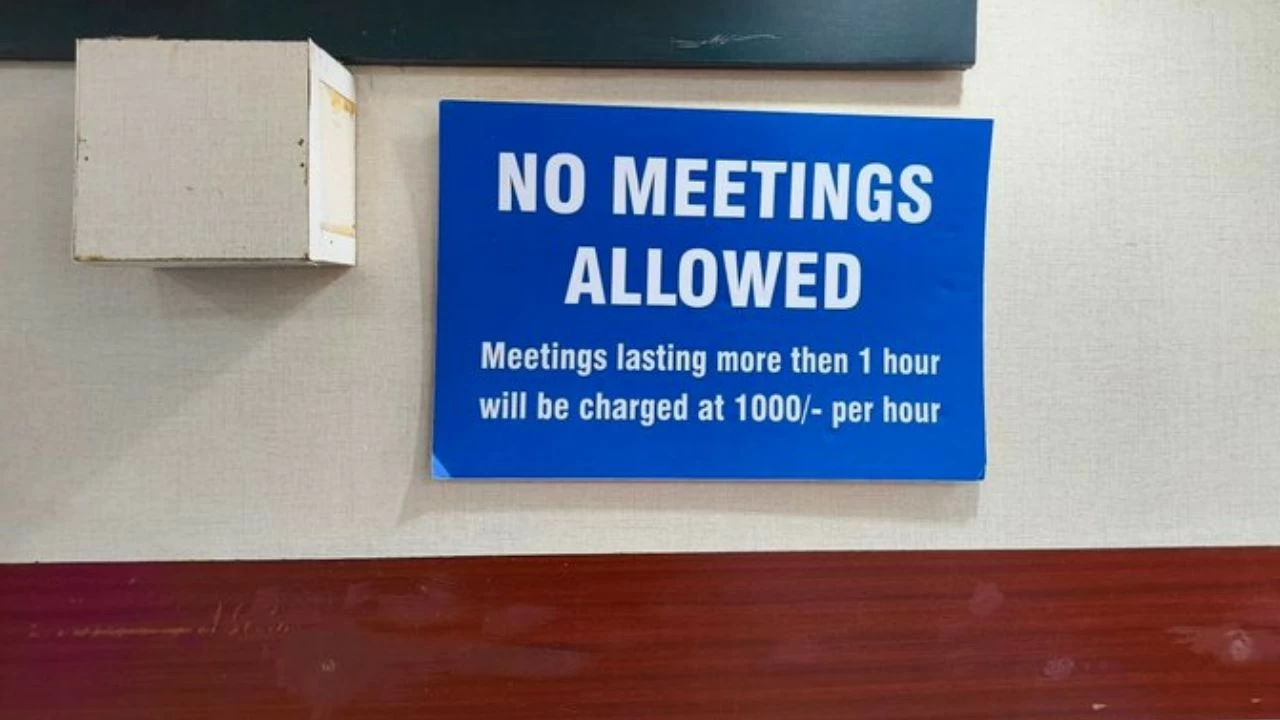 NO MEETINGS
ALLOWED
Meetings lasting more then 1 hour
will be charged at 1000/- per hour